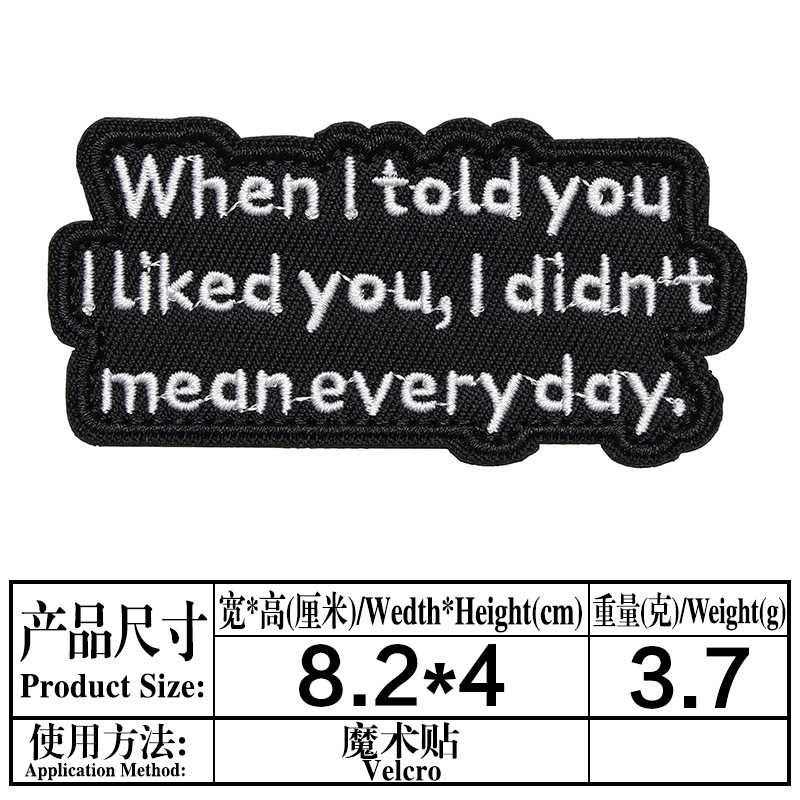 When I told you
I liked you, I didn't
mean every day.
产品尺寸
Product Size:
宽*高(厘米)/Wedth*Height(cm)
重量(克)/Weight(g)
8.2*4
3.7
使用方法:
Application Method:
魔术贴
Velcro